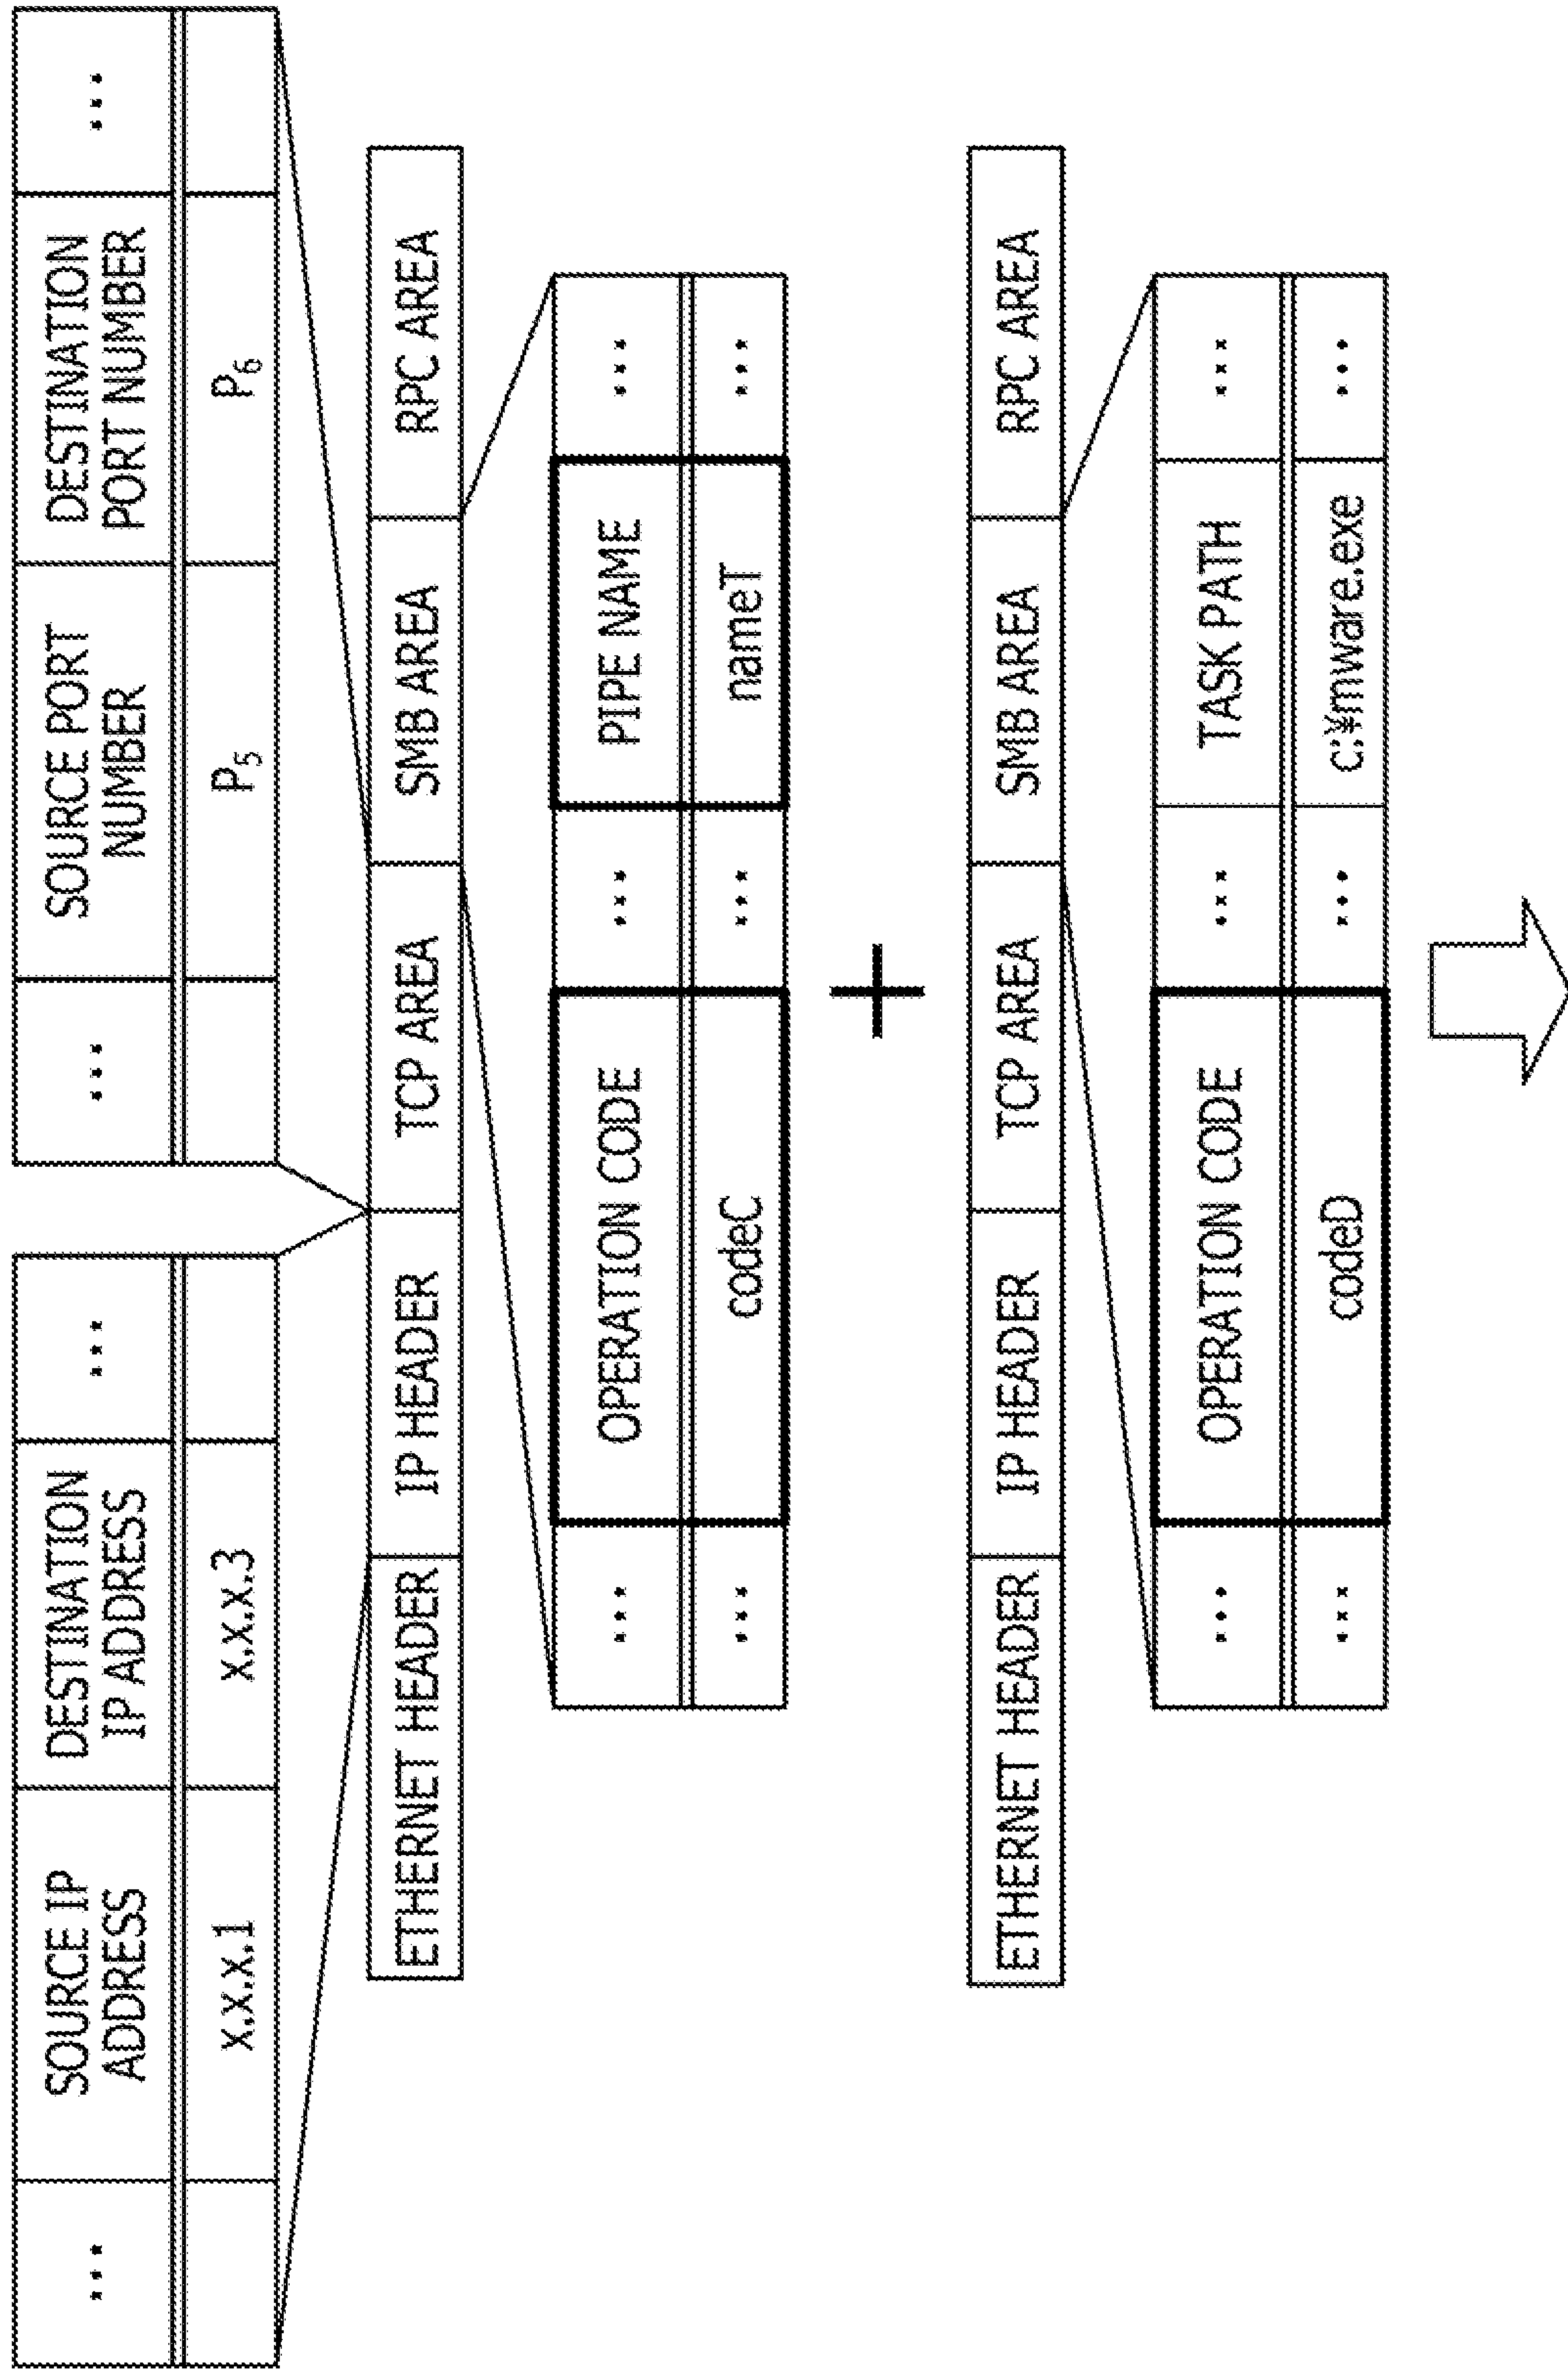 ... SOURCE IP ADDRESS DESTINATION IP ADDRESS ...
x.x.x.1 x.x.x.3
... SOURCE PORT NUMBER DESTINATION PORT NUMBER ...
P5 P6
ETHERNET HEADER IP HEADER TCP AREA SMB AREA RPC AREA
... OPERATION CODE ... PIPE NAME ...
... codeC ... nameT ...
+
ETHERNET HEADER IP HEADER TCP AREA SMB AREA RPC AREA
... OPERATION CODE ... TASK PATH ...
... codeD ... c:¥mware.exe ...